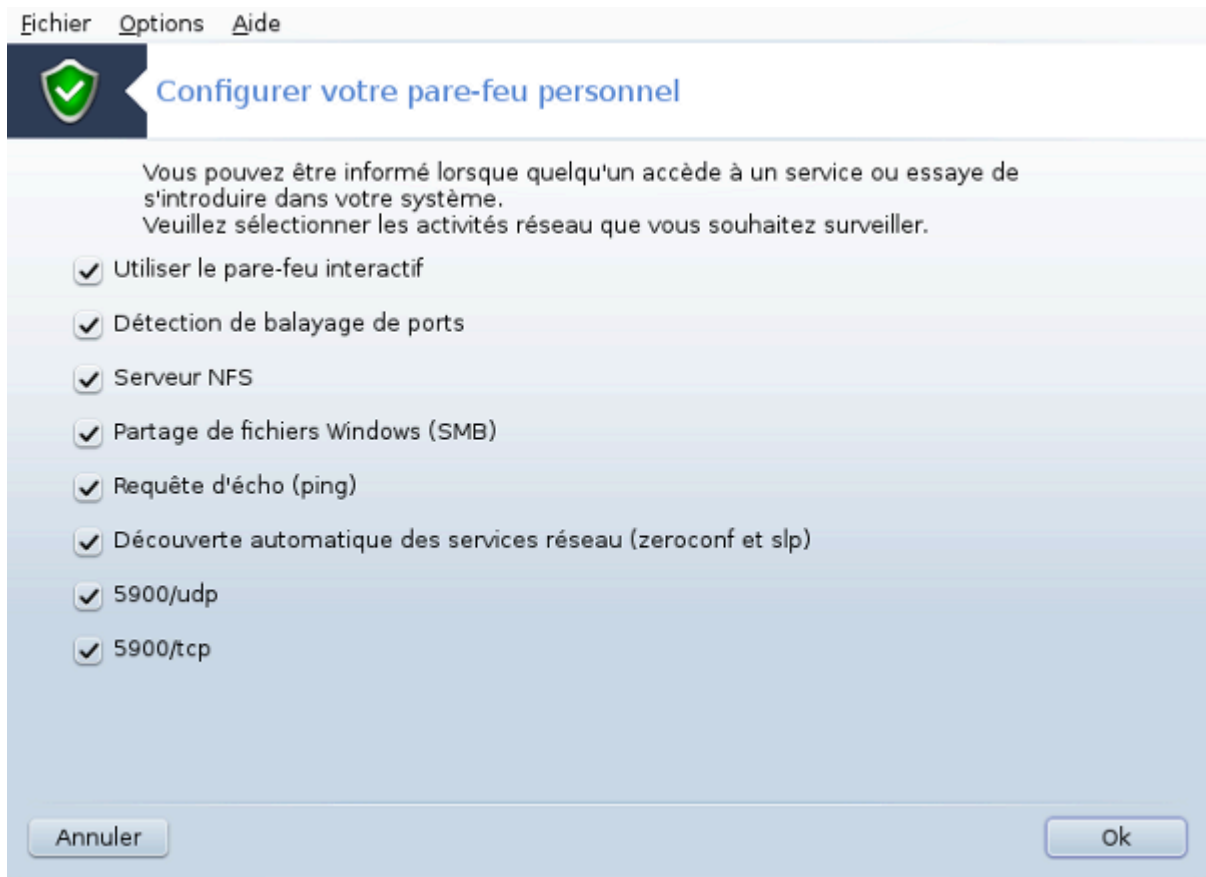 Fichier Options Aide
Configurer votre pare-feu personnel
Vous pouvez être informé lorsque quelqu'un accède à un service ou essaye de
s'introduire dans votre système.
Veuillez sélectionner les activités réseau que vous souhaitez surveiller.
Utiliser le pare-feu interactif
Détection de balayage de ports
Serveur NFS
Partage de fichiers Windows (SMB)
Requête d'écho (ping)
Découverte automatique des services réseau (zeroconf et slp)
5900/udp
5900/tcp
Annuler Ok